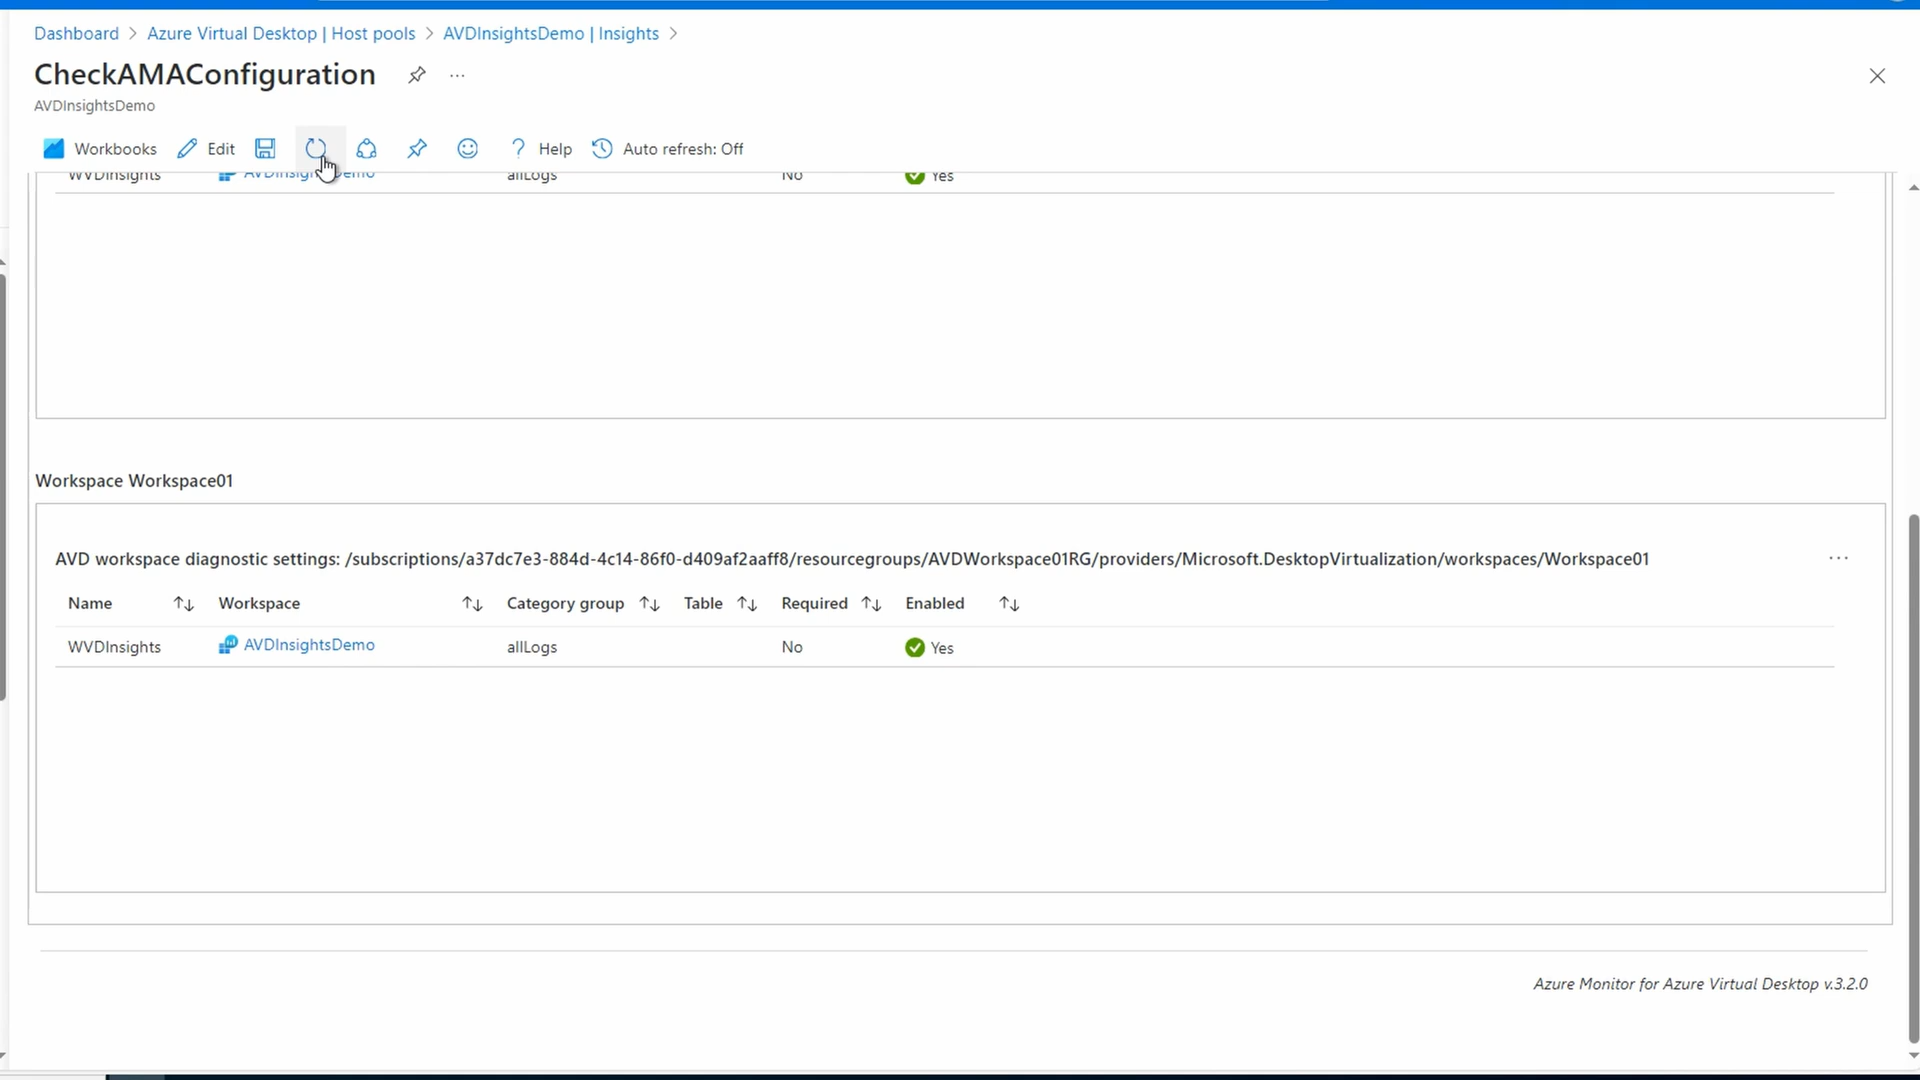 Dashboard > Azure Virtual Desktop | Host pools > AVDInsightsDemo | Insights >
CheckAMAConfiguration ...
AVDInsightsDemo
Workbooks Edit ? Help Auto refresh: Off
WVDInsights AVDInsightsDemo allLogs No Yes
Workspace Workspace01
AVD workspace diagnostic settings: /subscriptions/a37dc7e3-884d-4c14-86f0-d409af2aaff8/resourcegroups/AVDWorkspace01RG/providers/Microsoft.DesktopVirtualization/workspaces/Workspace01 ...
Name ↑↓ Workspace ↑↓ Category group ↑↓ Table ↑↓ Required ↑↓ Enabled ↑↓
WVDInsights AVDInsightsDemo allLogs No Yes
Azure Monitor for Azure Virtual Desktop v.3.2.0